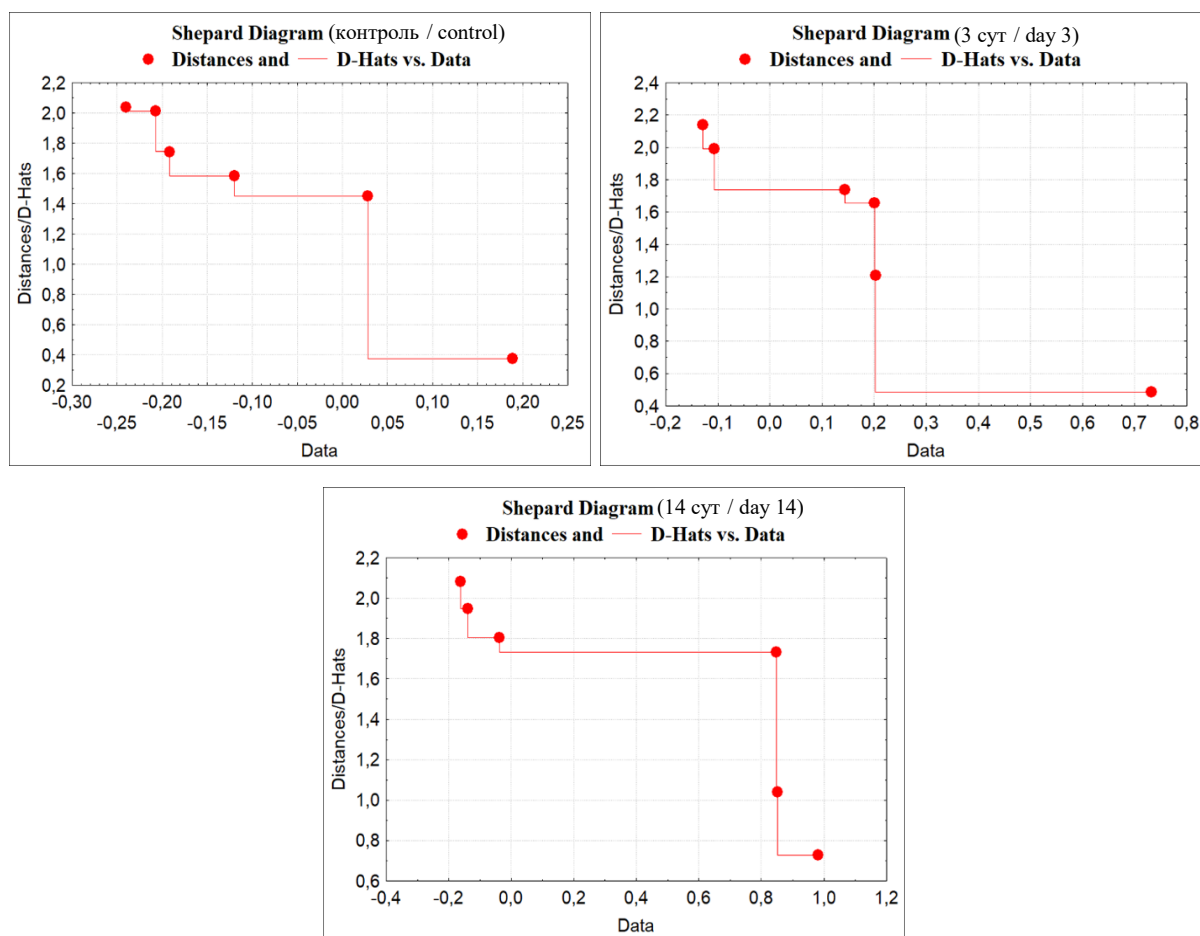 Shepard Diagram (контроль / control)
Distances and D-Hats vs. Data
Distances/D-Hats
2,2
2,0
1,8
1,6
1,4
1,2
1,0
0,8
0,6
0,4
0,2
-0,30 -0,20 -0,10 0,00 0,10 0,20
-0,25 -0,15 -0,05 0,05 0,15 0,25
Data
Shepard Diagram (3 сут / day 3)
Distances and D-Hats vs. Data
Distances/D-Hats
2,4
2,2
2,0
1,8
1,6
1,4
1,2
1,0
0,8
0,6
0,4
-0,2 -0,1 0,0 0,1 0,2 0,3 0,4 0,5 0,6 0,7 0,8
Data
Shepard Diagram (14 сут / day 14)
Distances and D-Hats vs. Data
Distances/D-Hats
2,2
2,0
1,8
1,6
1,4
1,2
1,0
0,8
0,6
-0,4 -0,2 0,0 0,2 0,4 0,6 0,8 1,0 1,2
Data